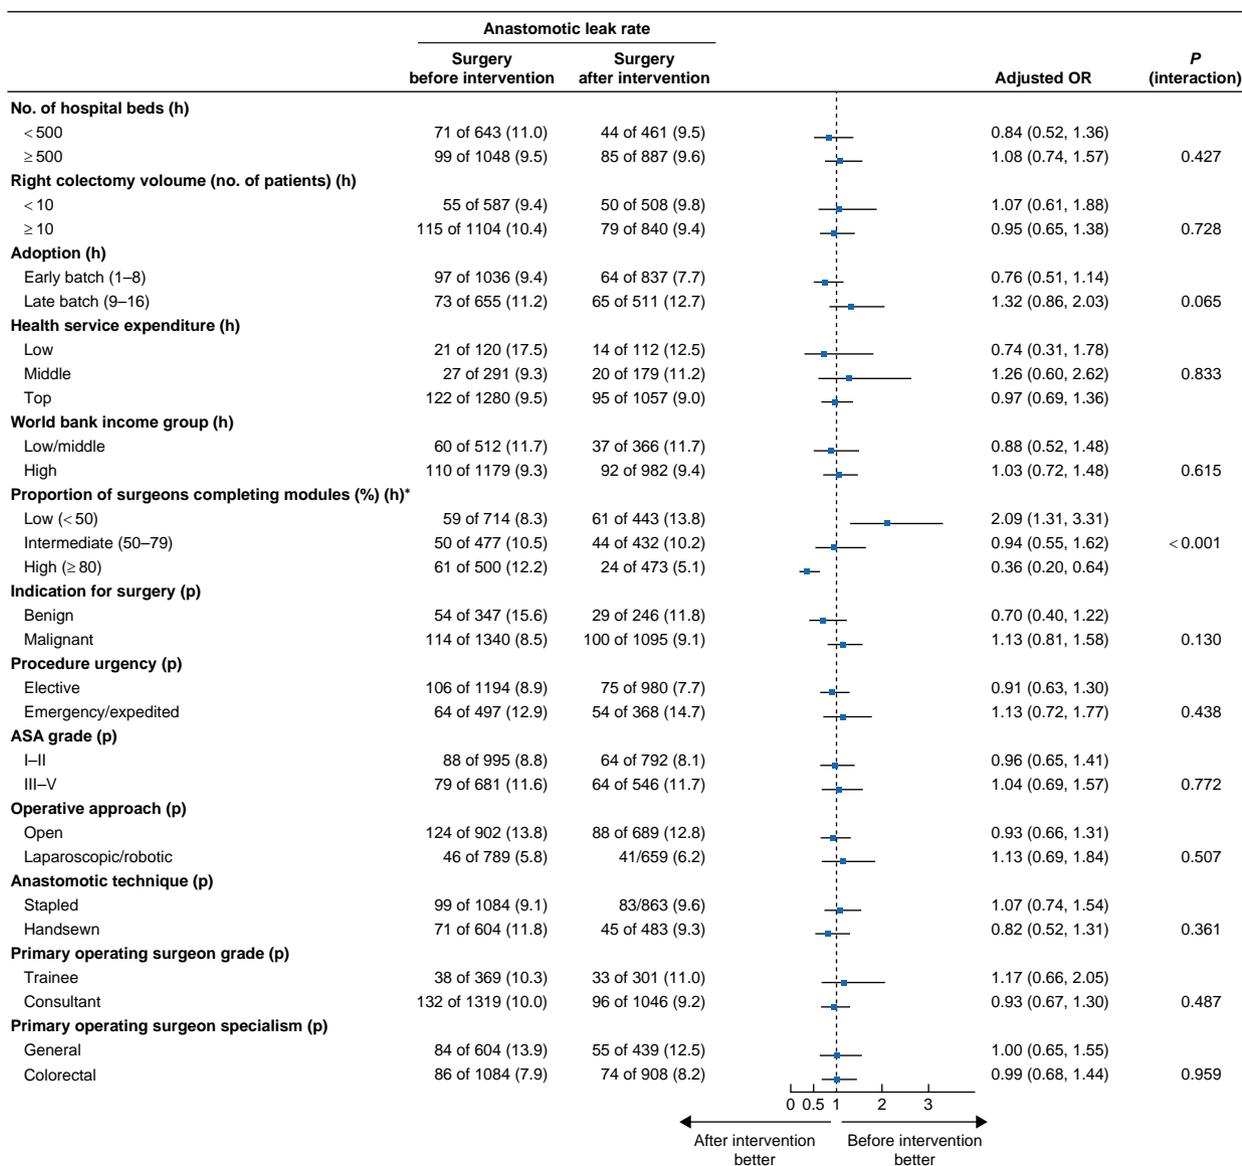 Anastomotic leak rate
Surgery before intervention Surgery after intervention Adjusted OR P (interaction)
No. of hospital beds (h)
< 500 71 of 643 (11.0) 44 of 461 (9.5) 0.84 (0.52, 1.36)
≥ 500 99 of 1048 (9.5) 85 of 887 (9.6) 1.08 (0.74, 1.57) 0.427
Right colectomy voloume (no. of patients) (h)
< 10 55 of 587 (9.4) 50 of 508 (9.8) 1.07 (0.61, 1.88)
≥ 10 115 of 1104 (10.4) 79 of 840 (9.4) 0.95 (0.65, 1.38) 0.728
Adoption (h)
Early batch (1–8) 97 of 1036 (9.4) 64 of 837 (7.7) 0.76 (0.51, 1.14)
Late batch (9–16) 73 of 655 (11.2) 65 of 511 (12.7) 1.32 (0.86, 2.03) 0.065
Health service expenditure (h)
Low 21 of 120 (17.5) 14 of 112 (12.5) 0.74 (0.31, 1.78)
Middle 27 of 291 (9.3) 20 of 179 (11.2) 1.26 (0.60, 2.62) 0.833
Top 122 of 1280 (9.5) 95 of 1057 (9.0) 0.97 (0.69, 1.36)
World bank income group (h)
Low/middle 60 of 512 (11.7) 37 of 366 (11.7) 0.88 (0.52, 1.48)
High 110 of 1179 (9.3) 92 of 982 (9.4) 1.03 (0.72, 1.48) 0.615
Proportion of surgeons completing modules (%) (h)*
Low (< 50) 59 of 714 (8.3) 61 of 443 (13.8) 2.09 (1.31, 3.31)
Intermediate (50–79) 50 of 477 (10.5) 44 of 432 (10.2) 0.94 (0.55, 1.62) < 0.001
High (≥ 80) 61 of 500 (12.2) 24 of 473 (5.1) 0.36 (0.20, 0.64)
Indication for surgery (p)
Benign 54 of 347 (15.6) 29 of 246 (11.8) 0.70 (0.40, 1.22)
Malignant 114 of 1340 (8.5) 100 of 1095 (9.1) 1.13 (0.81, 1.58) 0.130
Procedure urgency (p)
Elective 106 of 1194 (8.9) 75 of 980 (7.7) 0.91 (0.63, 1.30)
Emergency/expedited 64 of 497 (12.9) 54 of 368 (14.7) 1.13 (0.72, 1.77) 0.438
ASA grade (p)
I–II 88 of 995 (8.8) 64 of 792 (8.1) 0.96 (0.65, 1.41)
III–V 79 of 681 (11.6) 64 of 546 (11.7) 1.04 (0.69, 1.57) 0.772
Operative approach (p)
Open 124 of 902 (13.8) 88 of 689 (12.8) 0.93 (0.66, 1.31)
Laparoscopic/robotic 46 of 789 (5.8) 41/659 (6.2) 1.13 (0.69, 1.84) 0.507
Anastomotic technique (p)
Stapled 99 of 1084 (9.1) 83/863 (9.6) 1.07 (0.74, 1.54)
Handsewn 71 of 604 (11.8) 45 of 483 (9.3) 0.82 (0.52, 1.31) 0.361
Primary operating surgeon grade (p)
Trainee 38 of 369 (10.3) 33 of 301 (11.0) 1.17 (0.66, 2.05)
Consultant 132 of 1319 (10.0) 96 of 1046 (9.2) 0.93 (0.67, 1.30) 0.487
Primary operating surgeon specialism (p)
General 84 of 604 (13.9) 55 of 439 (12.5) 1.00 (0.65, 1.55)
Colorectal 86 of 1084 (7.9) 74 of 908 (8.2) 0.99 (0.68, 1.44) 0.959
0 0.5 1 2 3
After intervention better Before intervention better